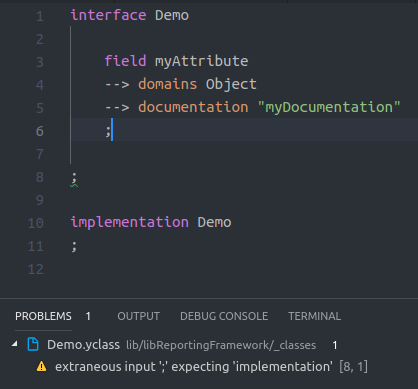 1 interface Demo
2
3 field myAttribute
4 --> domains Object
5 --> documentation "myDocumentation"
6 ;
7
8 ;
9
10 implementation Demo
11 ;
12
PROBLEMS 1 OUTPUT DEBUG CONSOLE TERMINAL
Demo.yclass lib/libReportingFramework/_classes 1
extraneous input ';' expecting 'implementation' [8, 1]